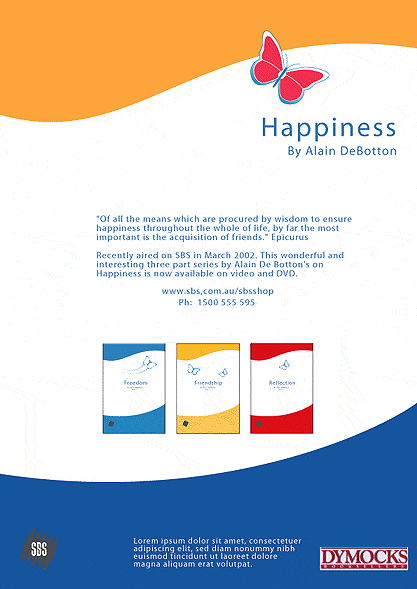 Happiness
By Alain DeBotton
"Of all the means which are procured by wisdom to ensure
happiness throughout the whole of life, by far the most
important is the acquisition of friends." Epicurus
Recently aired on SBS in March 2002. This wonderful and
interesting three part series by Alain De Botton's on
Happiness is now available on video and DVD.
www.sbs.com.au/sbsshop
Ph: 1500 555 595
Freedom
Friendship
Reflection
SBS
Lorem ipsum dolor sit amet, consectetuer
adipiscing elit, sed diam nonummy nibh
euismod tincidunt ut laoreet dolore
magna aliquam erat volutpat.
DYMOCKS
BOOKSELLERS